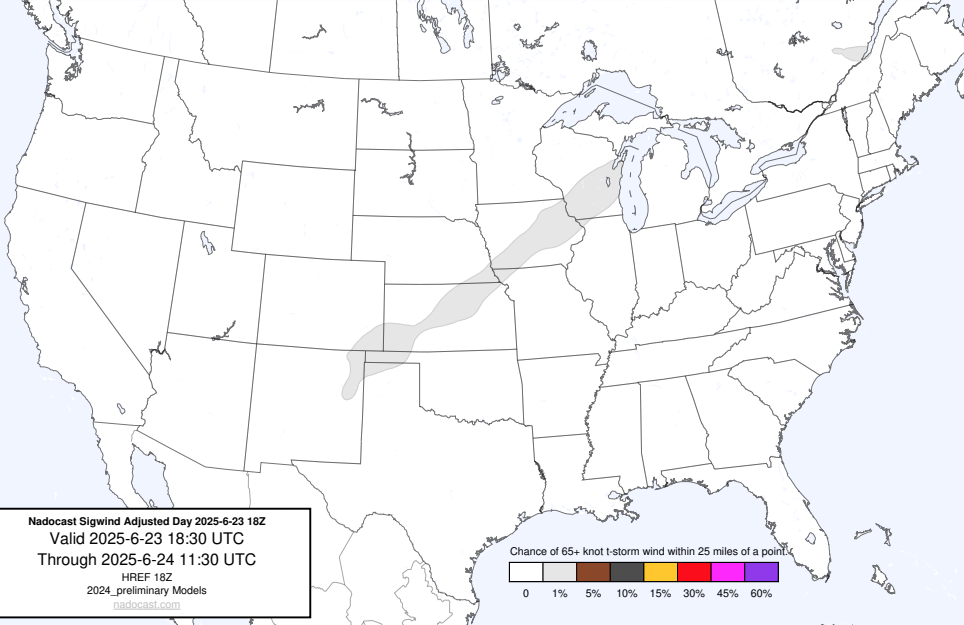 Nadocast Sigwind Adjusted Day 2025-6-23 18Z
Valid 2025-6-23 18:30 UTC
Through 2025-6-24 11:30 UTC
HREF 18Z
2024_preliminary Models
nadocast.com
Chance of 65+ knot t-storm wind within 25 miles of a point.
0 1% 5% 10% 15% 30% 45% 60%